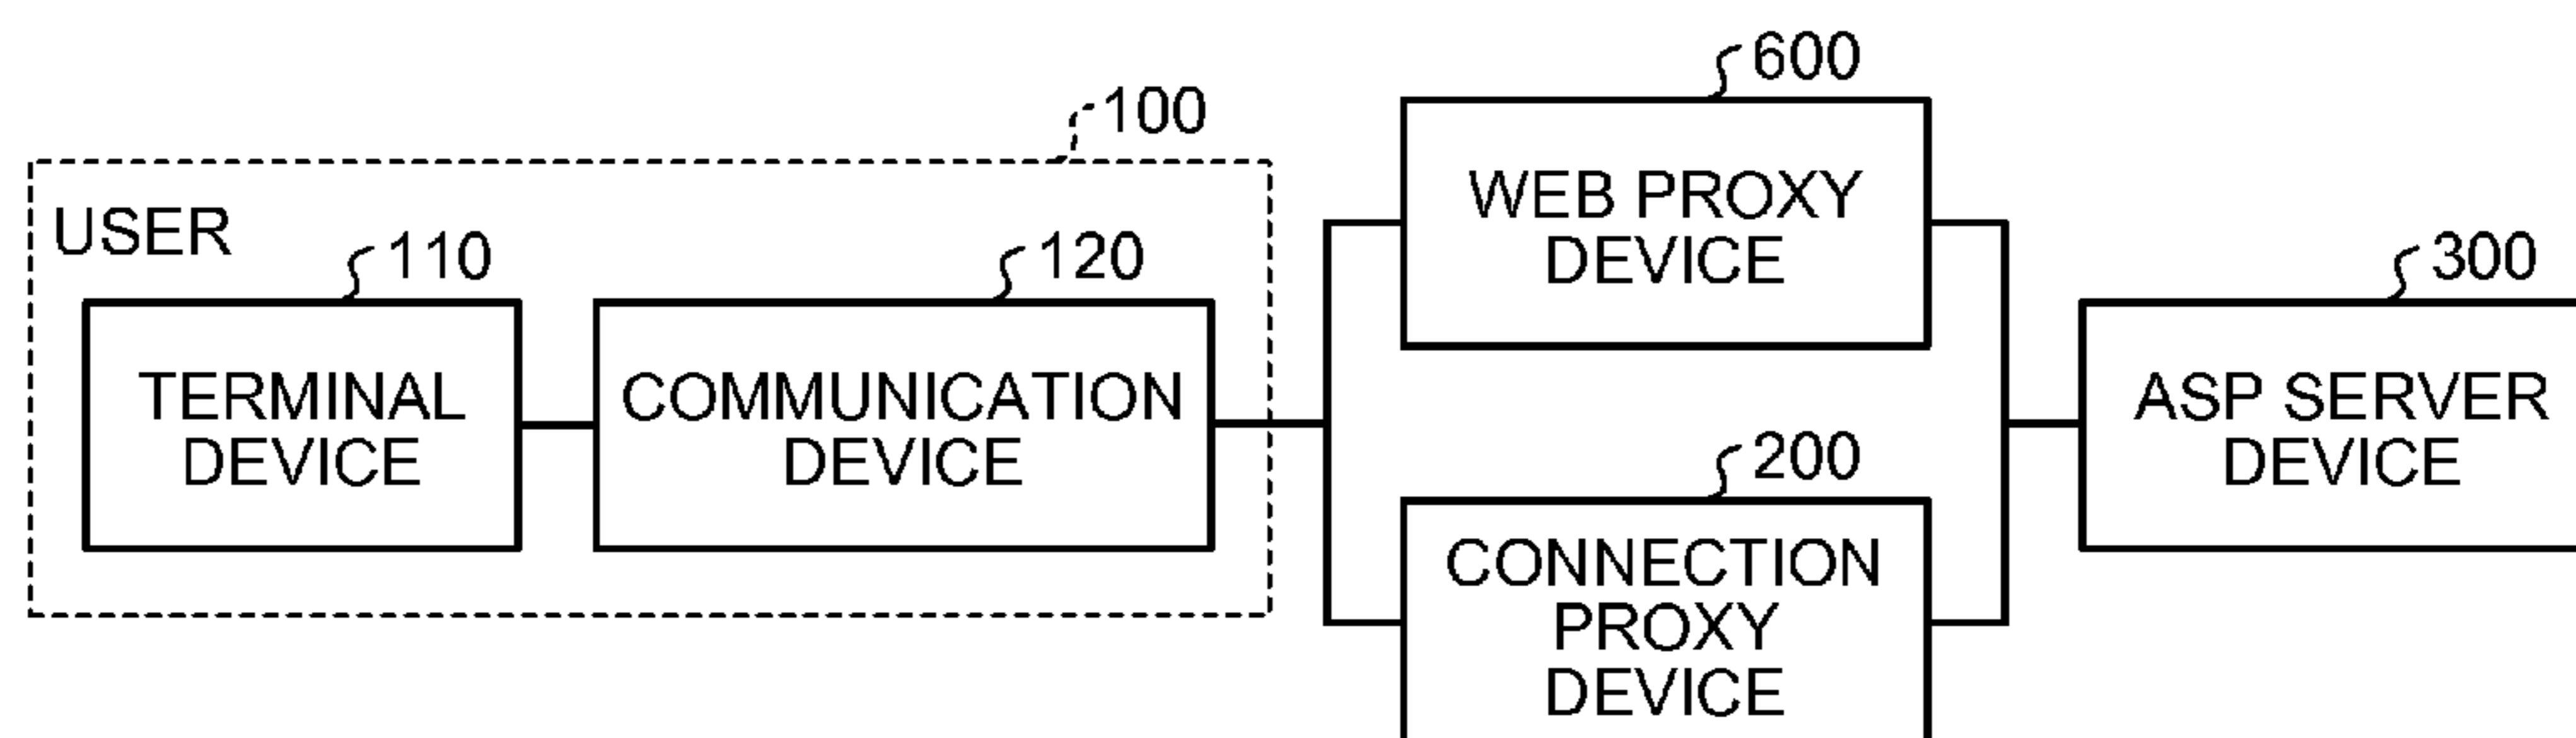 600
100
WEB PROXY
DEVICE
USER
110
120
300
TERMINAL
DEVICE
COMMUNICATION
DEVICE
ASP SERVER
DEVICE
200
CONNECTION
PROXY
DEVICE